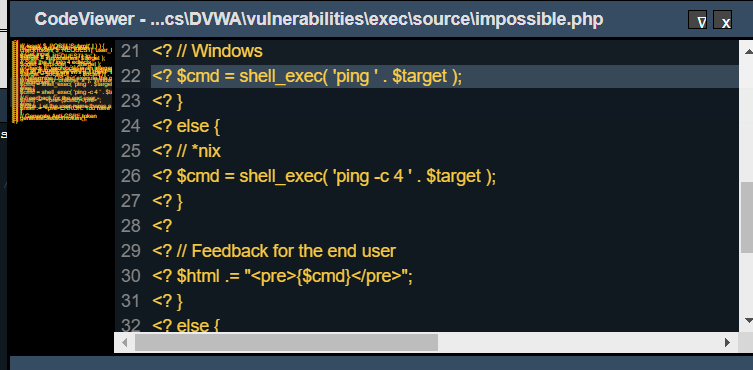 CodeViewer - ...cs\DVWA\vulnerabilities\exec\source\impossible.php
∇ x
21 <? // Windows
22 <? $cmd = shell_exec( 'ping ' . $target );
23 <? }
24 <? else {
25 <? // *nix
26 <? $cmd = shell_exec( 'ping -c 4 ' . $target );
27 <? }
28 <?
29 <? // Feedback for the end user
30 <? $html .= "<pre>{$cmd}</pre>";
31 <? }
32 <? else {